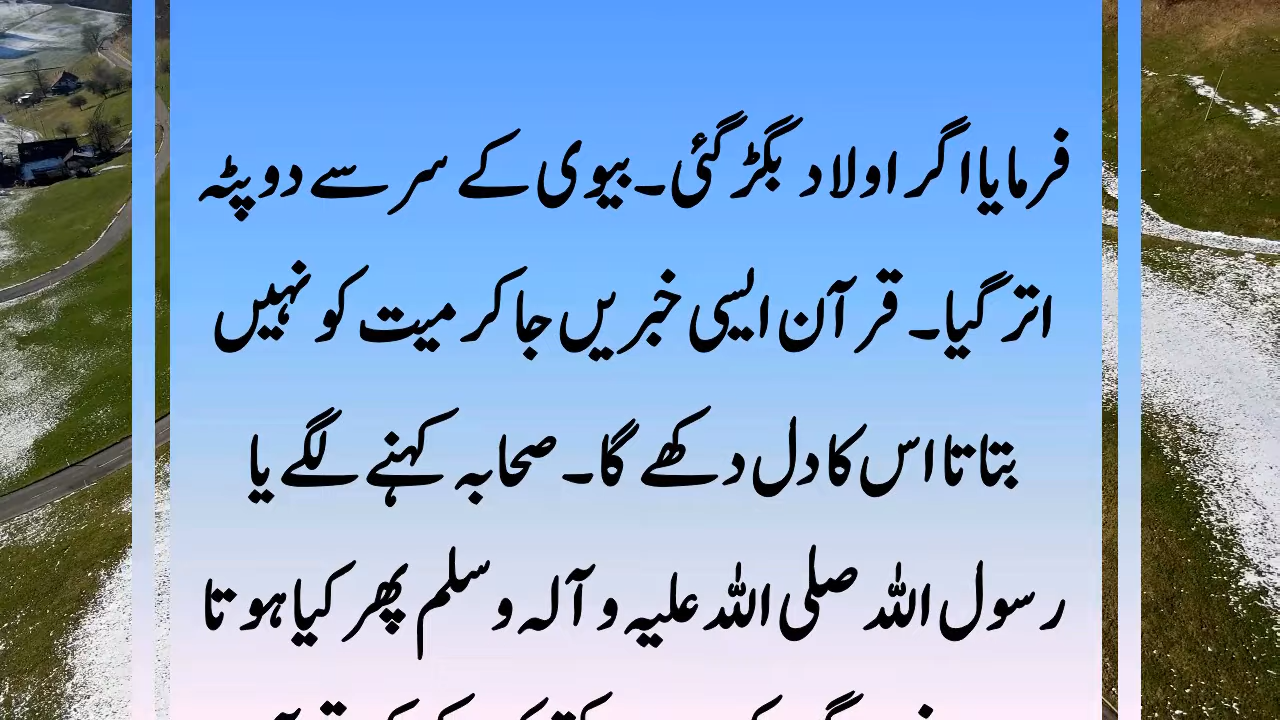 فرمایا اگر اولاد بگڑ گئی۔ بیوی کے سر سے دوپٹہ
اتر گیا۔ قرآن ایسی خبریں جا کر میت کو نہیں
بتاتا اس کا دل دکھے گا۔ صحابہ کہنے لگے یا
رسول اللہ صلی اللہ علیہ و آلہ وسلم پھر کیا ہوتا